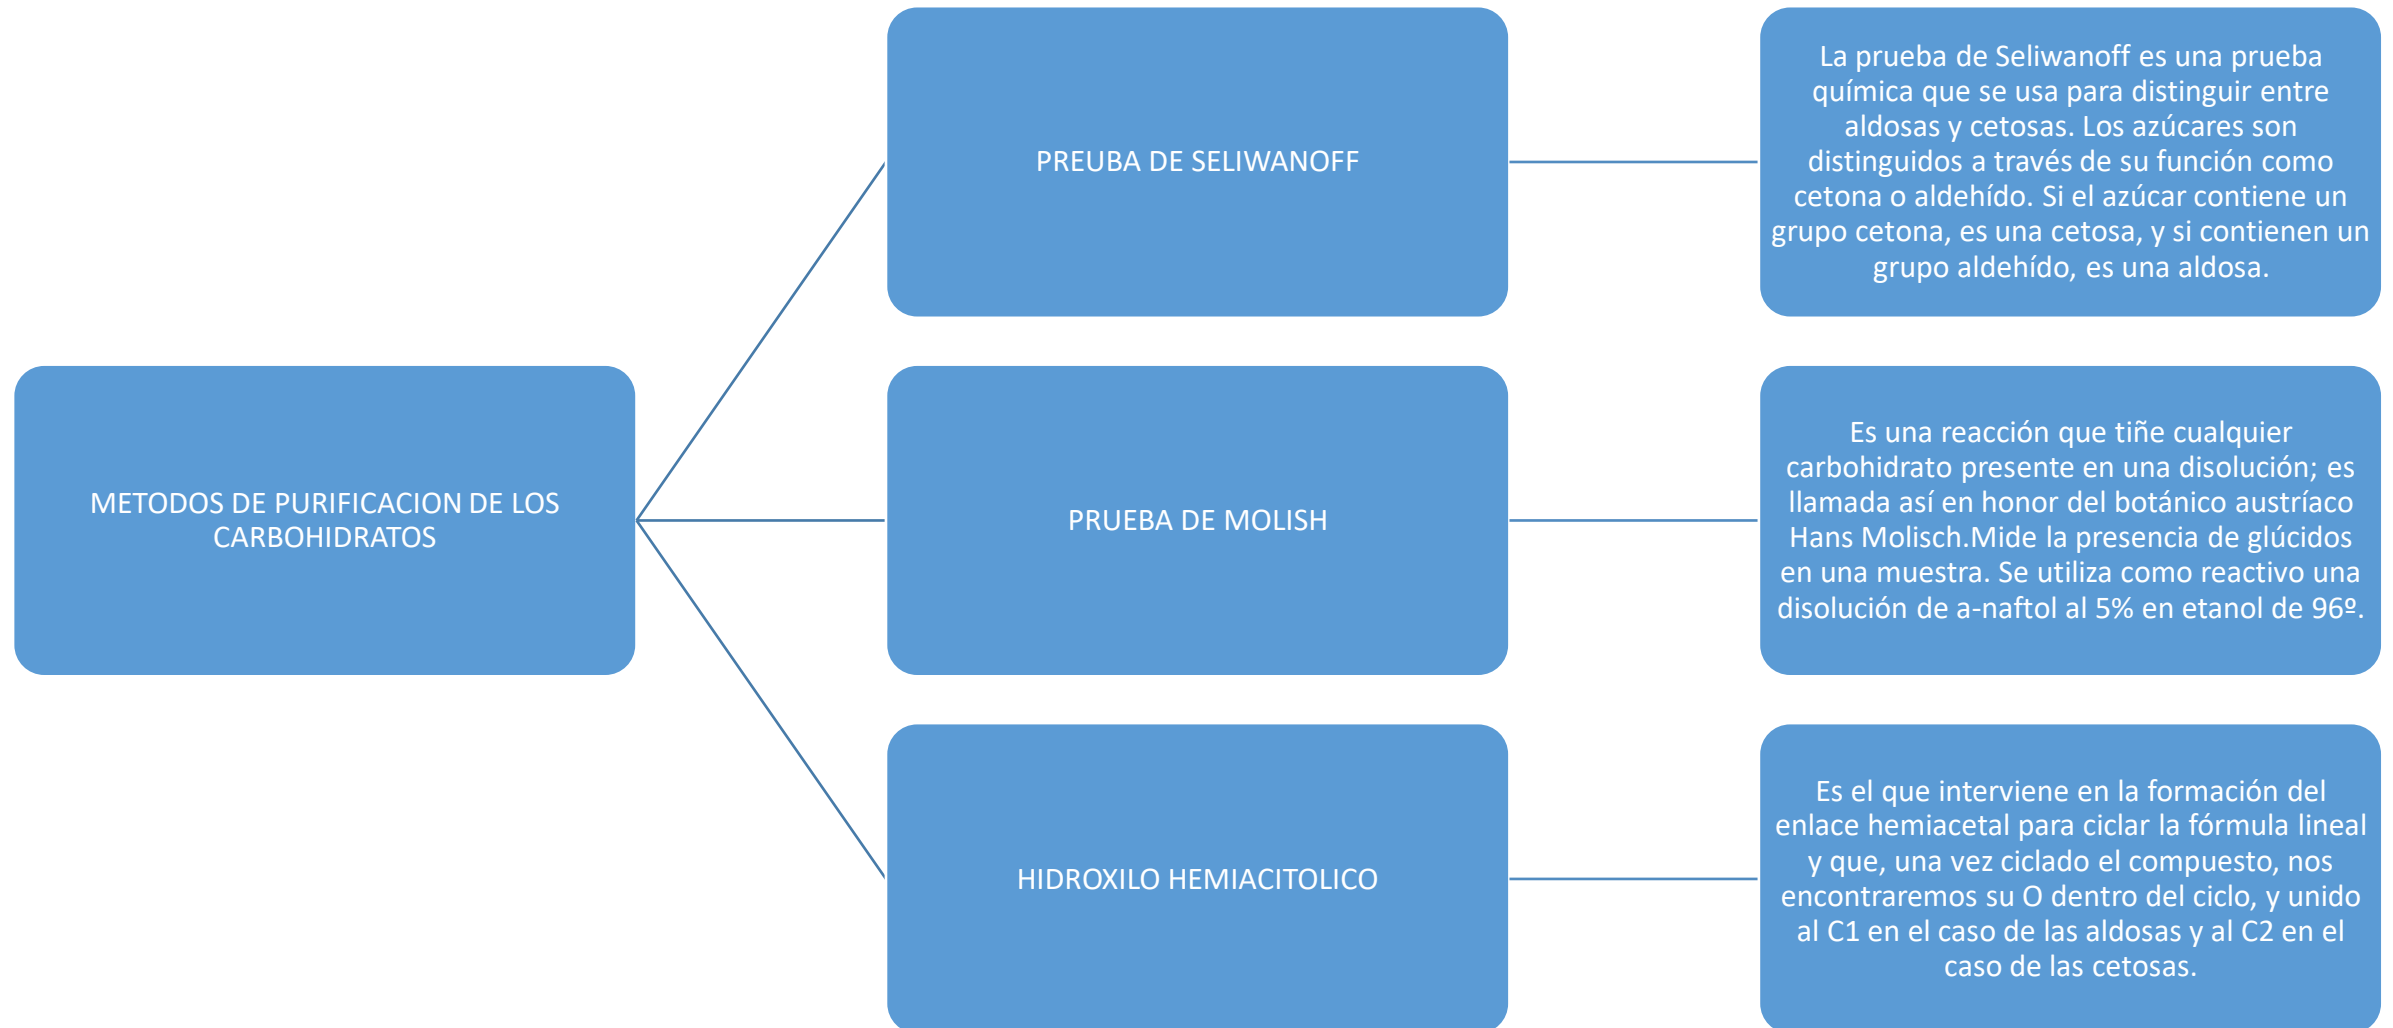 METODOS DE PURIFICACION DE LOS
CARBOHIDRATOS
PREUBA DE SELIWANOFF
La prueba de Seliwanoff es una prueba
química que se usa para distinguir entre
aldosas y cetosas. Los azúcares son
distinguidos a través de su función como
cetona o aldehído. Si el azúcar contiene un
grupo cetona, es una cetosa, y si contienen un
grupo aldehído, es una aldosa.
PRUEBA DE MOLISH
Es una reacción que tiñe cualquier
carbohidrato presente en una disolución; es
llamada así en honor del botánico austríaco
Hans Molisch.Mide la presencia de glúcidos
en una muestra. Se utiliza como reactivo una
disolución de a-naftol al 5% en etanol de 96º.
HIDROXILO HEMIACITOLICO
Es el que interviene en la formación del
enlace hemiacetal para ciclar la fórmula lineal
y que, una vez ciclado el compuesto, nos
encontraremos su O dentro del ciclo, y unido
al C1 en el caso de las aldosas y al C2 en el
caso de las cetosas.